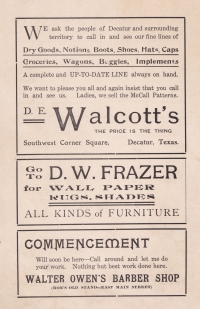 WE ask the people of Decatur and surrounding
territory to call in and see our fine lines of
Dry Goods, Notions, Boots, Shoes, Hats, Caps
Groceries, Wagons, Buggies, Implements
A complete and UP-TO-DATE LINE always on hand.
We want to please you all and again insist that you call
in and see us. Ladies, we sell the McCall Patterns.
D. E. Walcott's
THE PRICE IS THE THING
Southwest Corner Square, Decatur, Texas.
GO TO D. W. FRAZER
for WALL PAPER
RUGS, SHADES
ALL KINDS of FURNITURE
COMMENCEMENT
Will soon be here—Call around and let me do
your work. Nothing but best work done here.
WALTER OWEN'S BARBER SHOP
OLD STAND—EAST MAIN STREET)